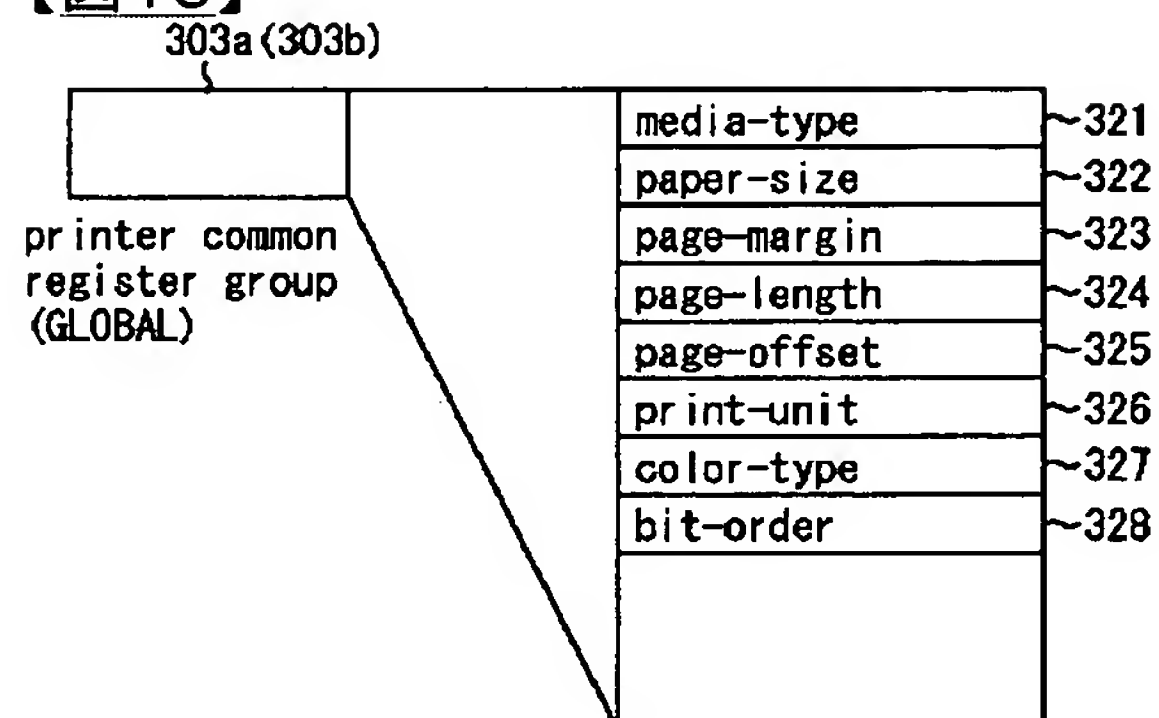 303a(303b)
media-type ~321
paper-size ~322
page-margin ~323
page-length ~324
page-offset ~325
print-unit ~326
color-type ~327
bit-order ~328
printer common
register group
(GLOBAL)